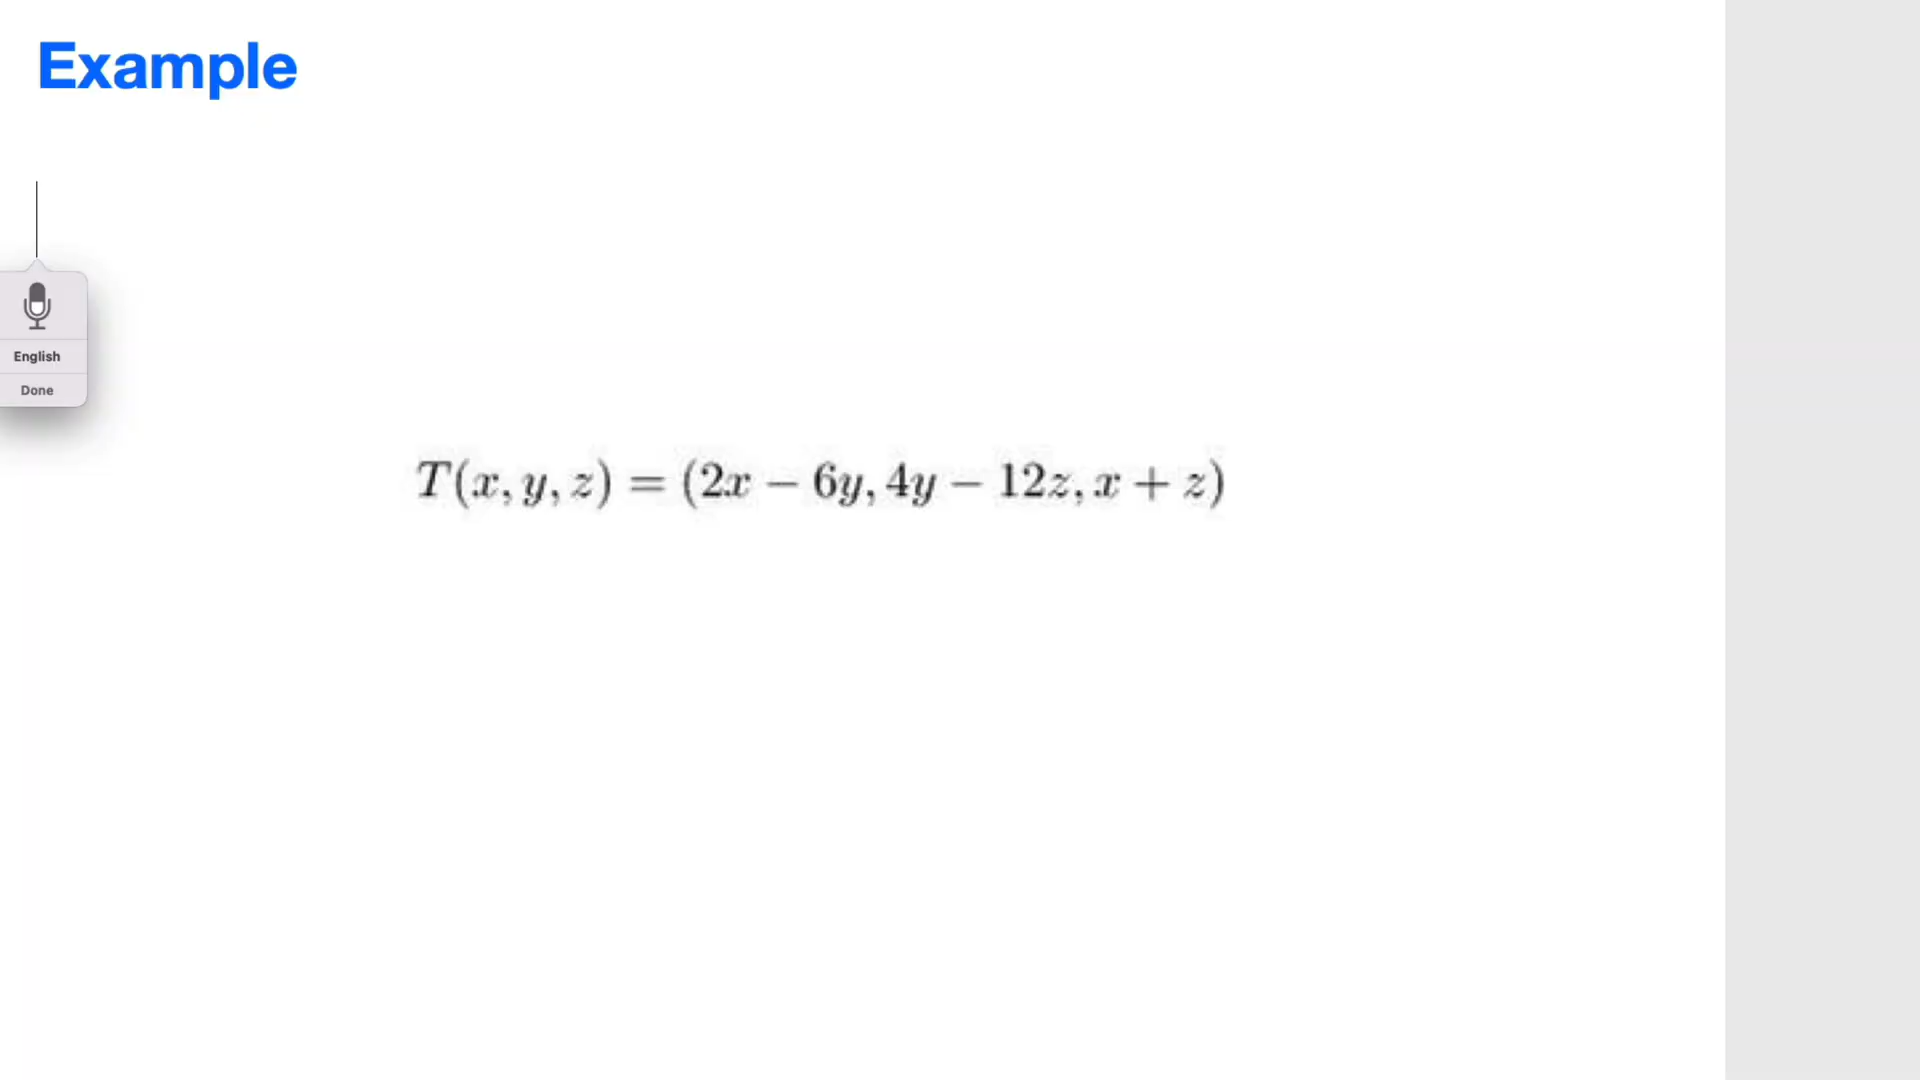 Example
English
Done
T(x, y, z) = (2x − 6y, 4y − 12z, x + z)